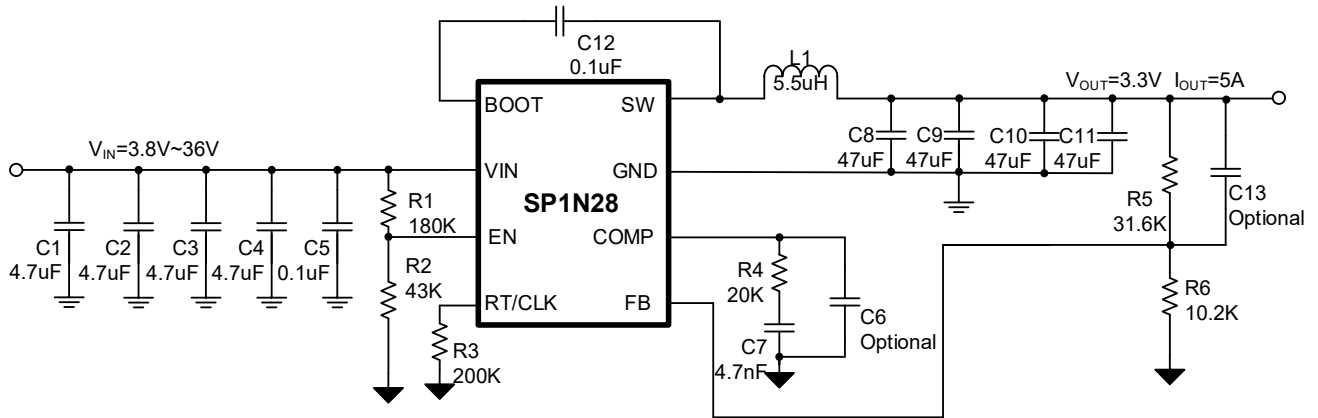 C12
0.1uF
L1
5.5uH
VOUT=3.3V IOUT=5A
BOOT
SW
C8
47uF
C9
47uF
C10
47uF
C11
47uF
VIN=3.8V~36V
VIN
GND
SP1N28
R1
180K
R5
31.6K
C13
Optional
C1
4.7uF
C2
4.7uF
C3
4.7uF
C4
4.7uF
C5
0.1uF
EN
COMP
R2
43K
R4
20K
RT/CLK
FB
R6
10.2K
C6
Optional
R3
200K
C7
4.7nF